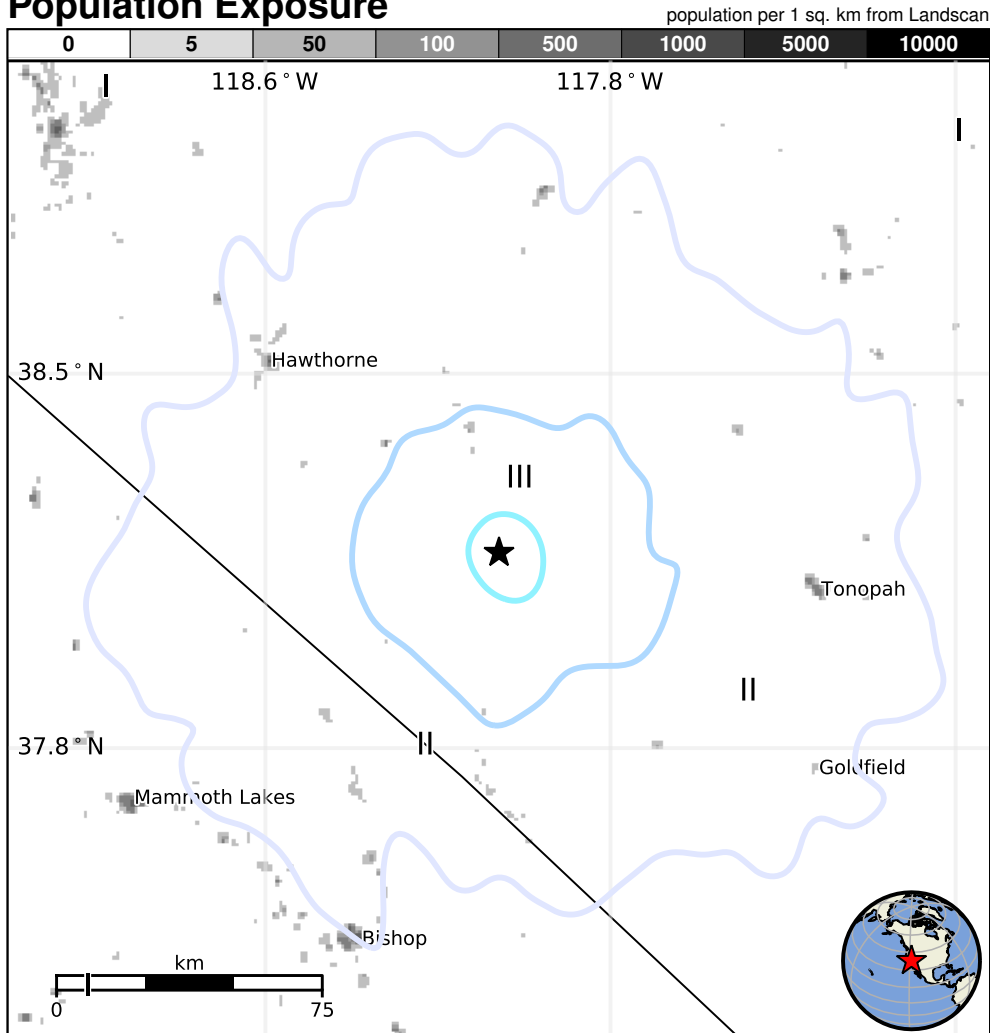 Population Exposure
population per 1 sq. km from Landscan
0 5 50 100 500 1000 5000 10000
118.6°W 117.8°W
I
I
Hawthorne
38.5°N
III
Tonopah
II
II
37.8°N
Goldfield
Mammoth Lakes
Bishop
km
0 75